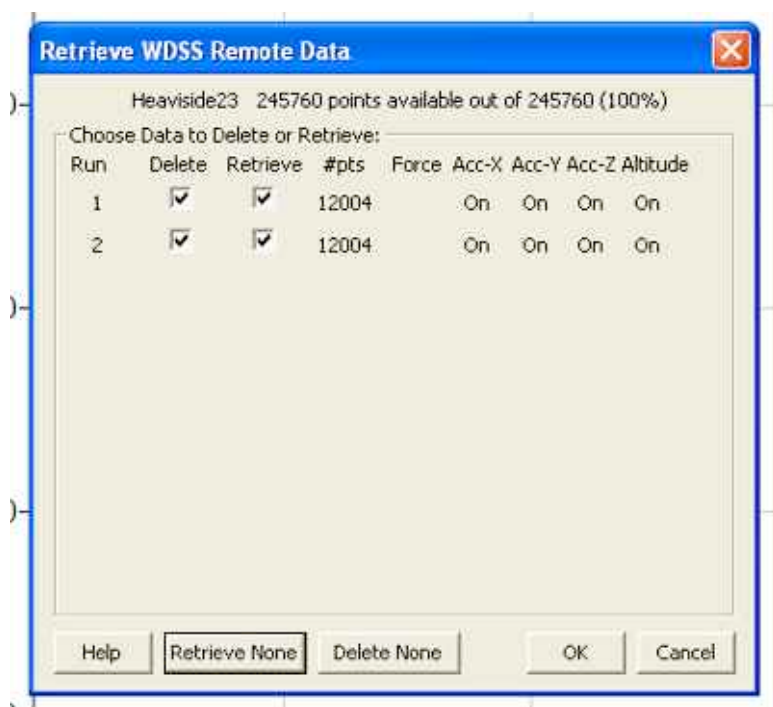 Retrieve WDSS Remote Data
Heaviside23 245760 points available out of 245760 (100%)
Choose Data to Delete or Retrieve:
Run Delete Retrieve #pts Force Acc-X Acc-Y Acc-Z Altitude
1 12004 On On On On
2 12004 On On On On
Help Retrieve None Delete None OK Cancel